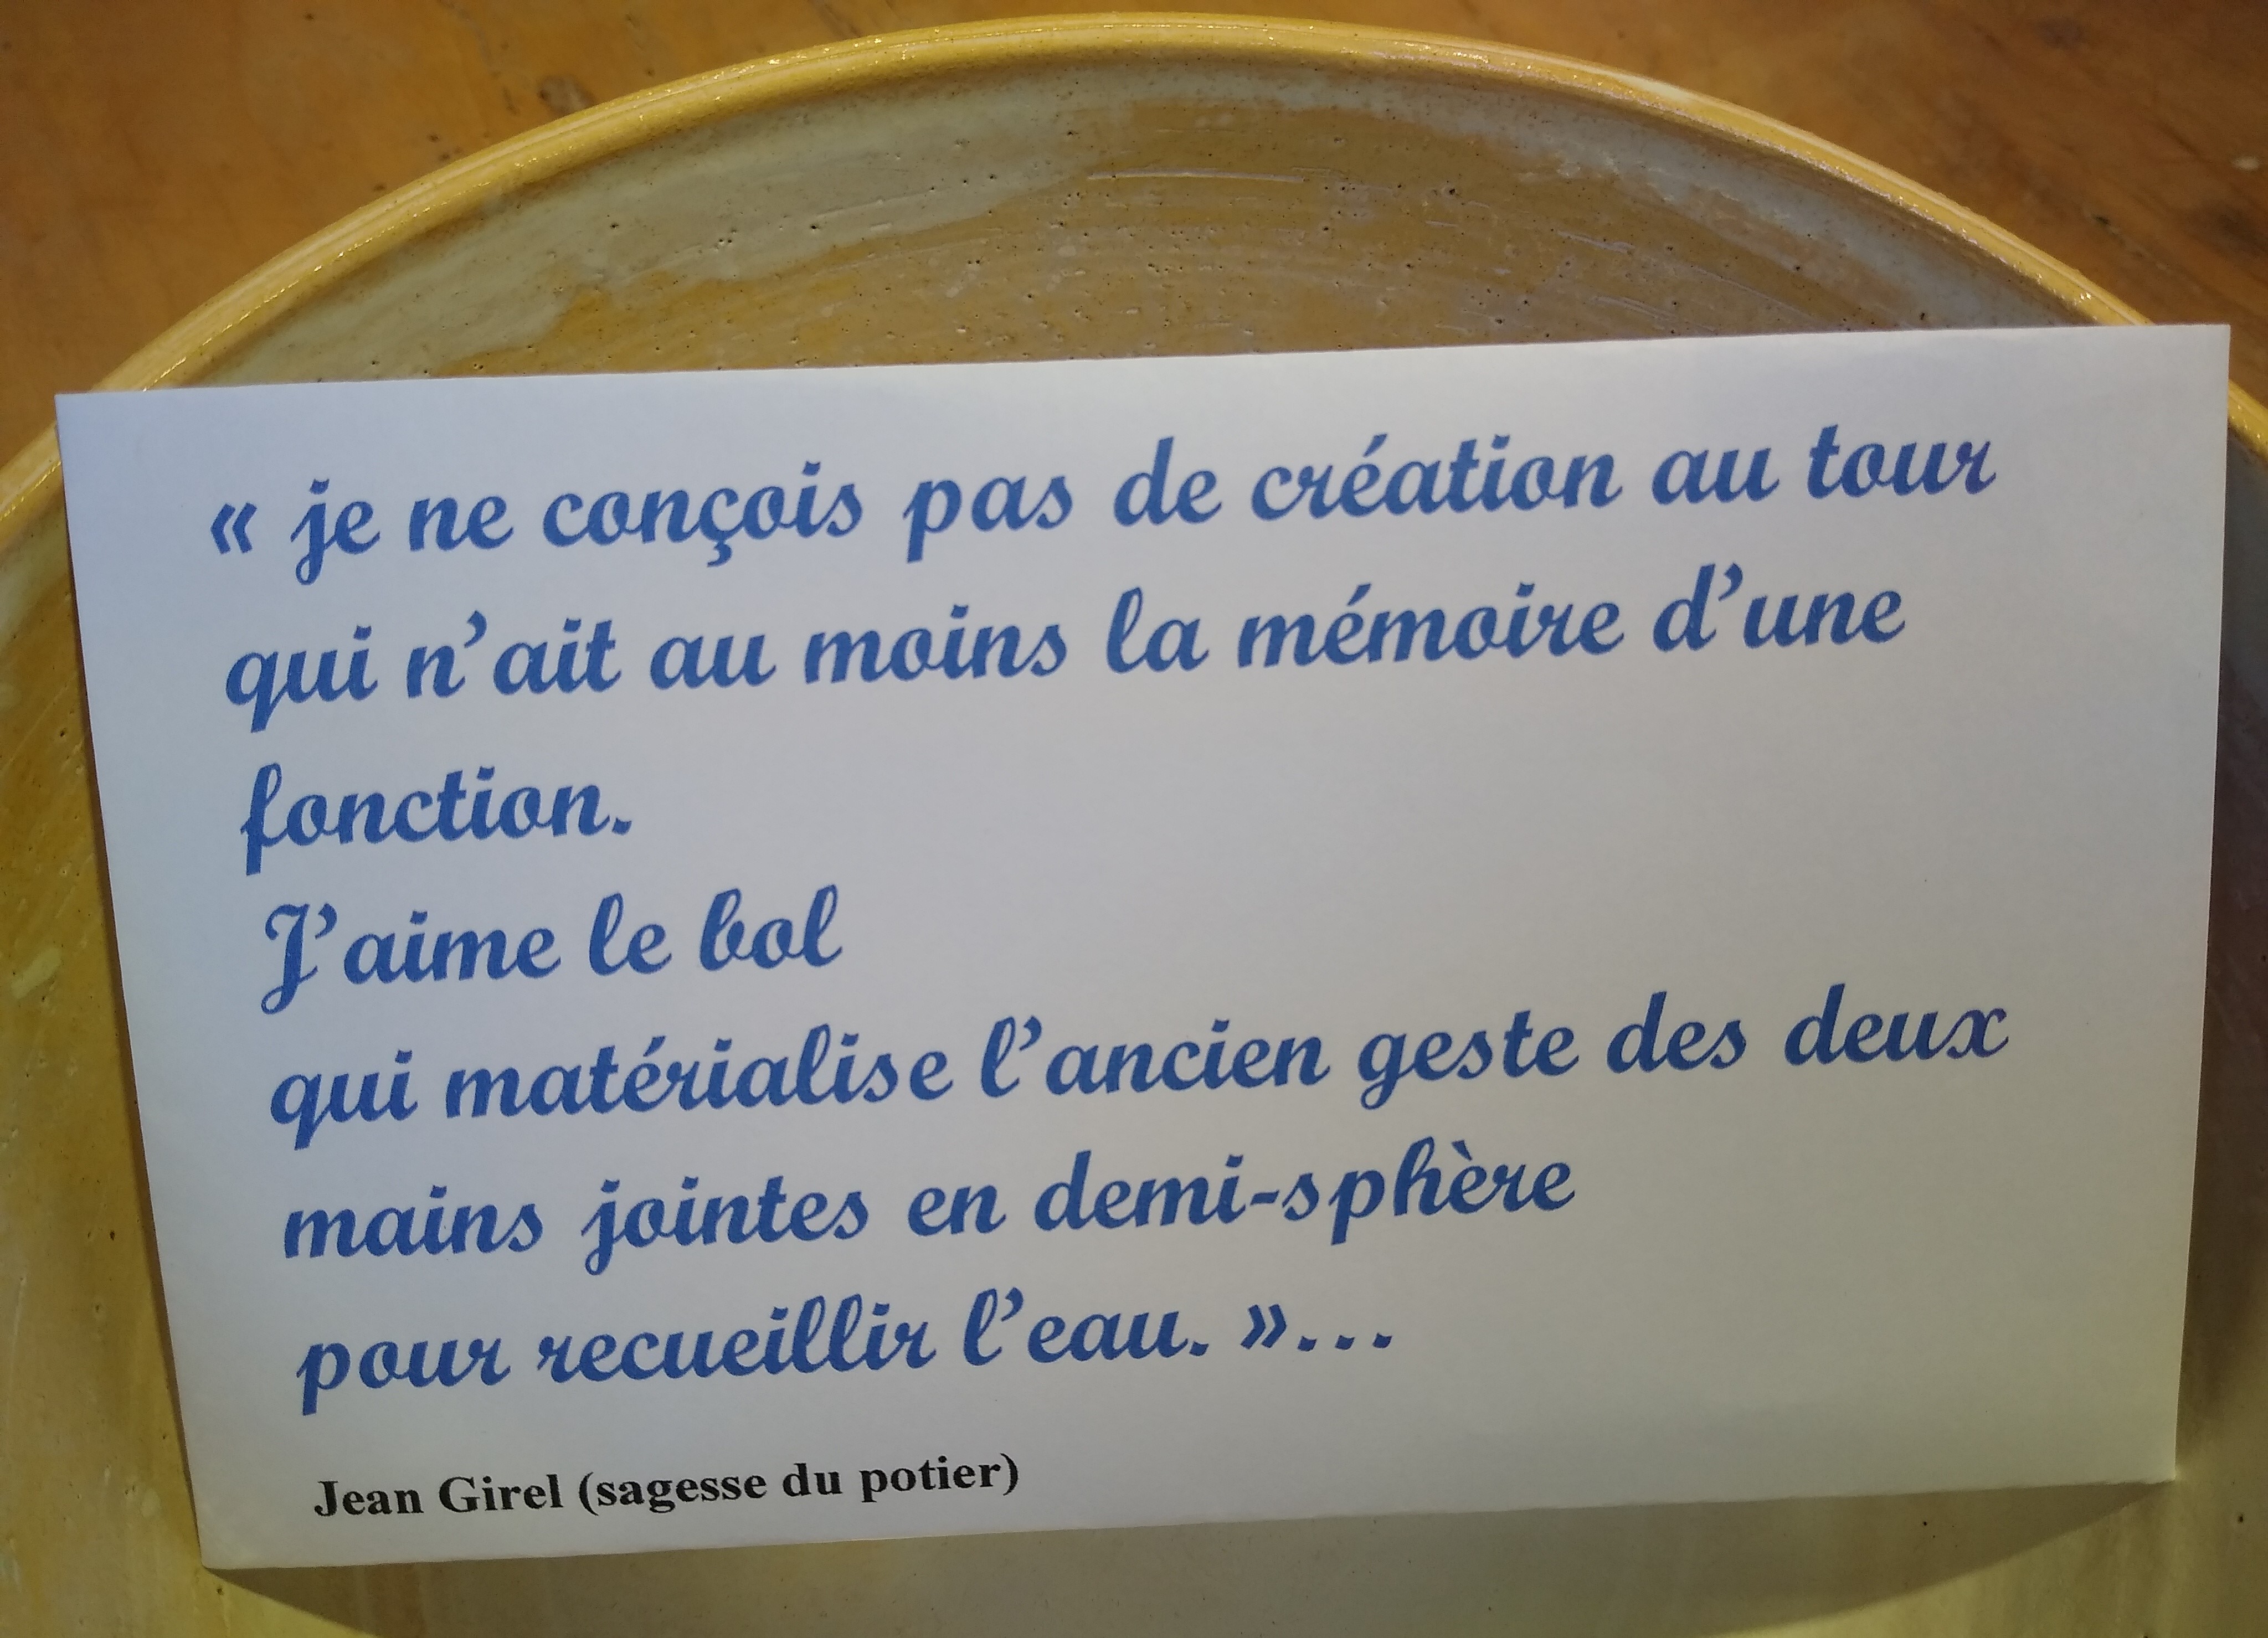 « je ne conçois pas de création au tour
qui n’ait au moins la mémoire d’une
fonction.
J’aime le bol
qui matérialise l’ancien geste des deux
mains jointes en demi-sphère
pour recueillir l’eau. »...
Jean Girel (sagesse du potier)